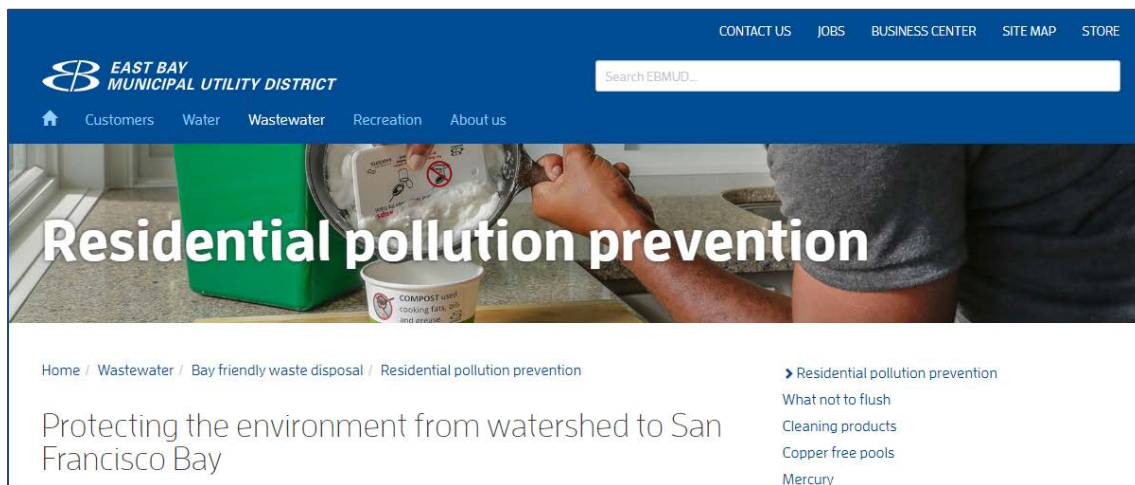 CONTACT US JOBS BUSINESS CENTER SITE MAP STORE
EAST BAY
MUNICIPAL UTILITY DISTRICT
Search EBMUD...
Customers Water Wastewater Recreation About us
Residential pollution prevention
COMPOST used
cooking fats, oils
and grease.
Home / Wastewater / Bay friendly waste disposal / Residential pollution prevention
Protecting the environment from watershed to San
Francisco Bay
Residential pollution prevention
What not to flush
Cleaning products
Copper free pools
Mercury